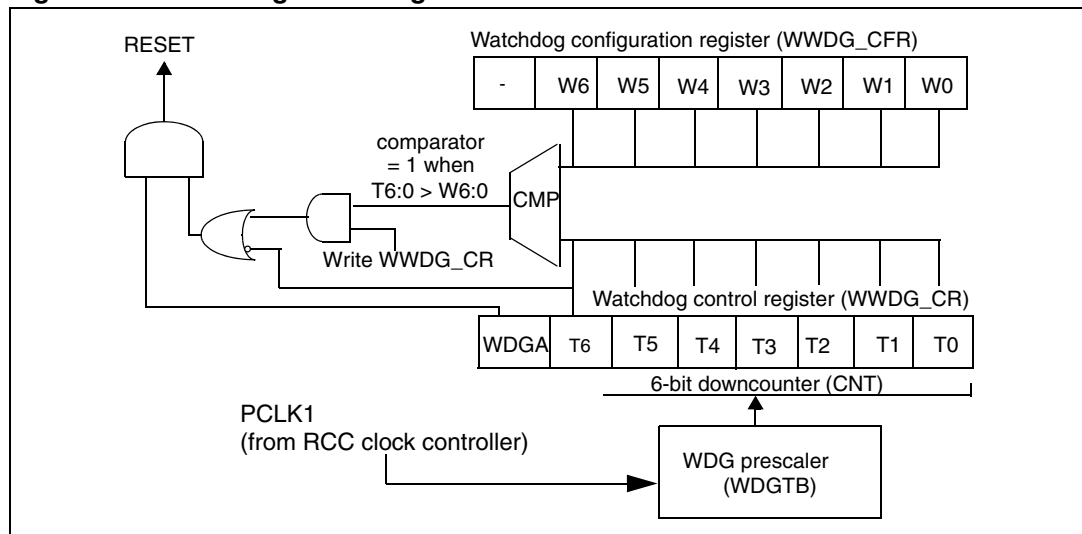 RESET
Watchdog configuration register (WWDG_CFR)
- W6 W5 W4 W3 W2 W1 W0
comparator
= 1 when
T6:0 > W6:0
CMP
Write WWDG_CR
Watchdog control register (WWDG_CR)
WDGA T6 T5 T4 T3 T2 T1 T0
6-bit downcounter (CNT)
PCLK1
(from RCC clock controller)
WDG prescaler
(WDGTB)